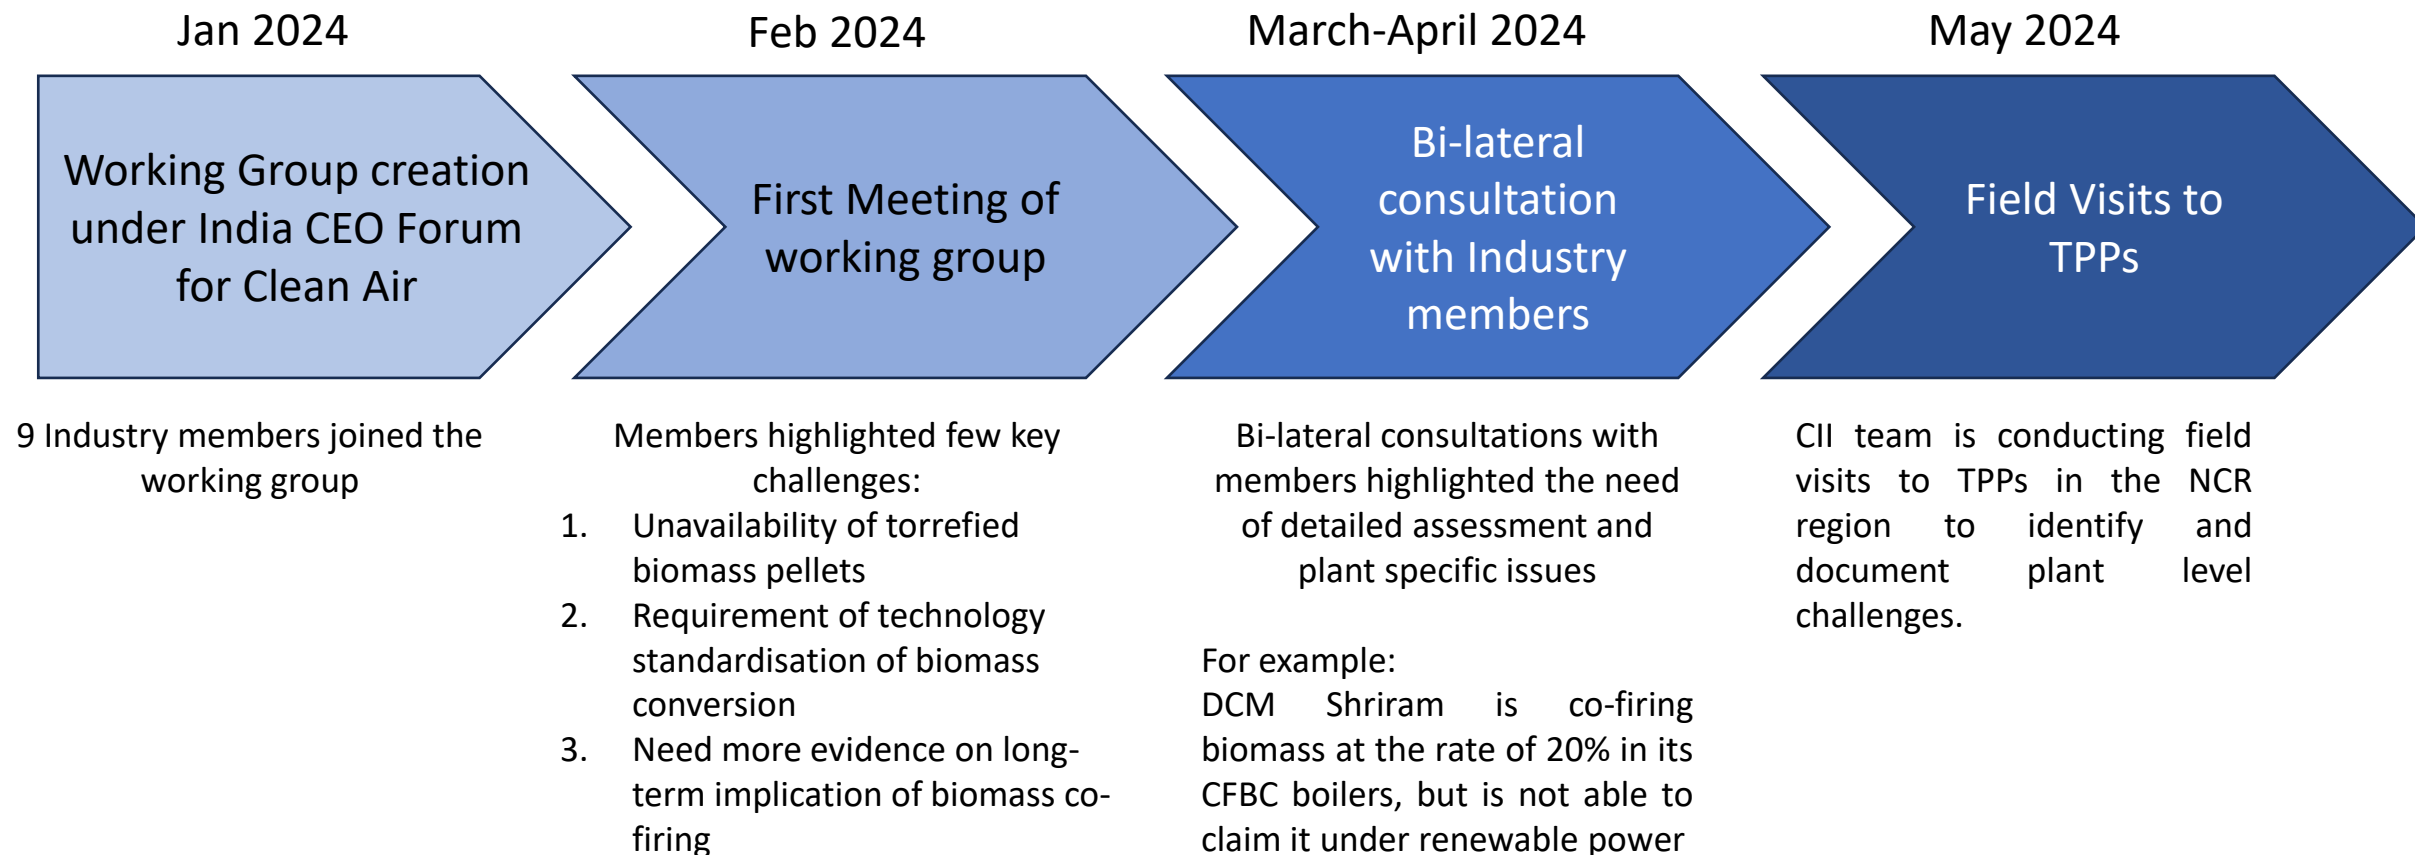 Jan 2024
Working Group creation
under India CEO Forum
for Clean Air
9 Industry members joined the
working group
Feb 2024
First Meeting of
working group
Members highlighted few key
challenges:
1. Unavailability of torrefied
biomass pellets
2. Requirement of technology
standardisation of biomass
conversion
3. Need more evidence on long-
term implication of biomass co-
firing
March-April 2024
Bi-lateral
consultation
with Industry
members
Bi-lateral consultations with
members highlighted the need
of detailed assessment and
plant specific issues
For example:
DCM Shriram is co-firing
biomass at the rate of 20% in its
CFBC boilers, but is not able to
claim it under renewable power
May 2024
Field Visits to
TPPs
CII team is conducting field
visits to TPPs in the NCR
region to identify and
document plant level
challenges.